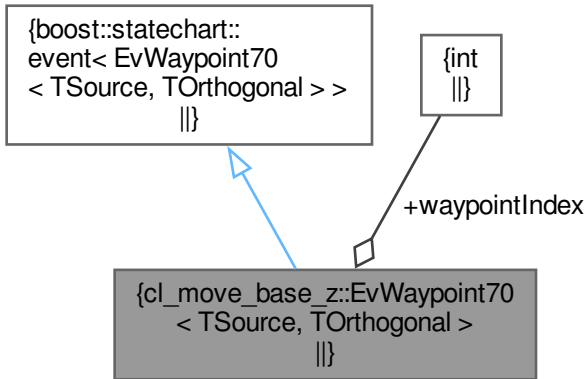 {boost::statechart::
event< EvWaypoint70
< TSource, TOrthogonal > >
||}
{int
||}
+waypointIndex
{cl_move_base_z::EvWaypoint70
< TSource, TOrthogonal >
||}